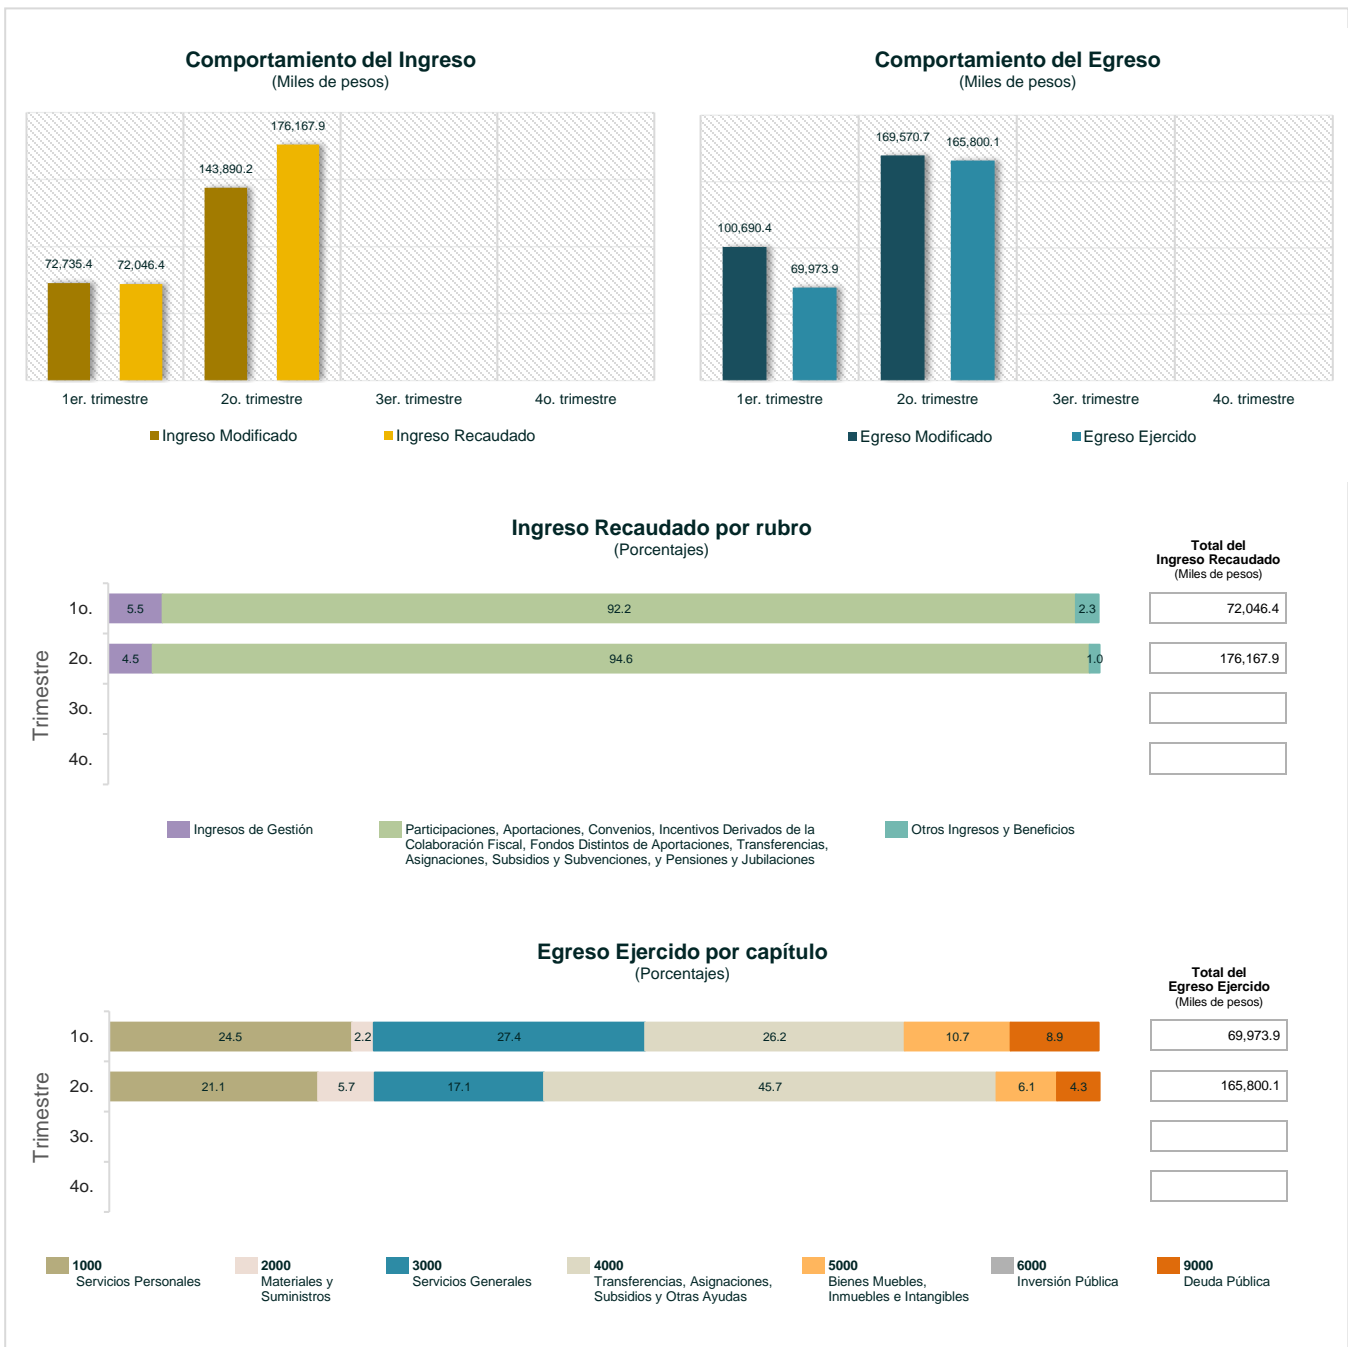 Comportamiento del Ingreso
(Miles de pesos)
176,167.9
143,890.2
72,735.4
72,046.4
1er. trimestre
2o. trimestre
3er. trimestre
4o. trimestre
Ingreso Modificado
Ingreso Recaudado
Comportamiento del Egreso
(Miles de pesos)
169,570.7
165,800.1
100,690.4
69,973.9
1er. trimestre
2o. trimestre
3er. trimestre
4o. trimestre
Egreso Modificado
Egreso Ejercido
Ingreso Recaudado por rubro
(Porcentajes)
Total del
Ingreso Recaudado
(Miles de pesos)
Trimestre
1o.
5.5
92.2
2.3
72,046.4
2o.
4.5
94.6
1.0
176,167.9
3o.
4o.
Ingresos de Gestión
Participaciones, Aportaciones, Convenios, Incentivos Derivados de la
Colaboración Fiscal, Fondos Distintos de Aportaciones, Transferencias,
Asignaciones, Subsidios y Subvenciones, y Pensiones y Jubilaciones
Otros Ingresos y Beneficios
Egreso Ejercido por capítulo
(Porcentajes)
Total del
Egreso Ejercido
(Miles de pesos)
Trimestre
1o.
24.5
2.2
27.4
26.2
10.7
8.9
69,973.9
2o.
21.1
5.7
17.1
45.7
6.1
4.3
165,800.1
3o.
4o.
1000
Servicios Personales
2000
Materiales y
Suministros
3000
Servicios Generales
4000
Transferencias, Asignaciones,
Subsidios y Otras Ayudas
5000
Bienes Muebles,
Inmuebles e Intangibles
6000
Inversión Pública
9000
Deuda Pública